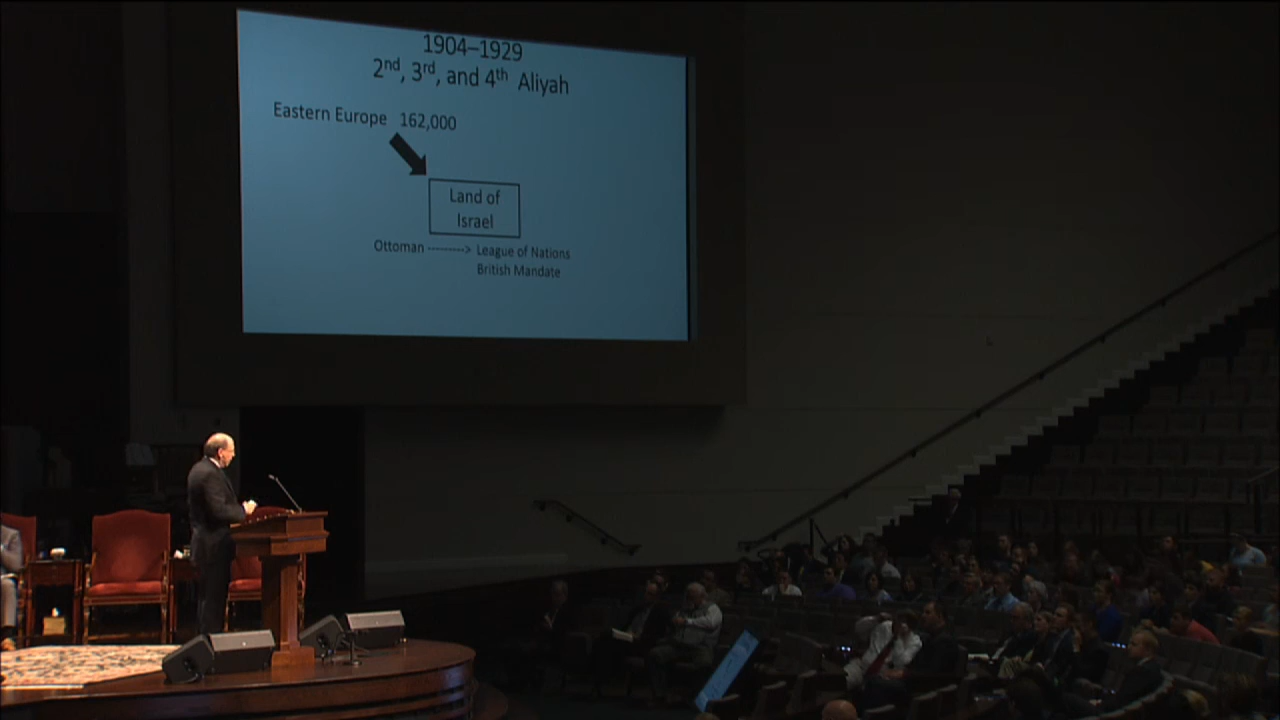 1904–1929
2nd, 3rd, and 4th Aliyah
Eastern Europe 162,000
Land of
Israel
Ottoman ---------> League of Nations
British Mandate